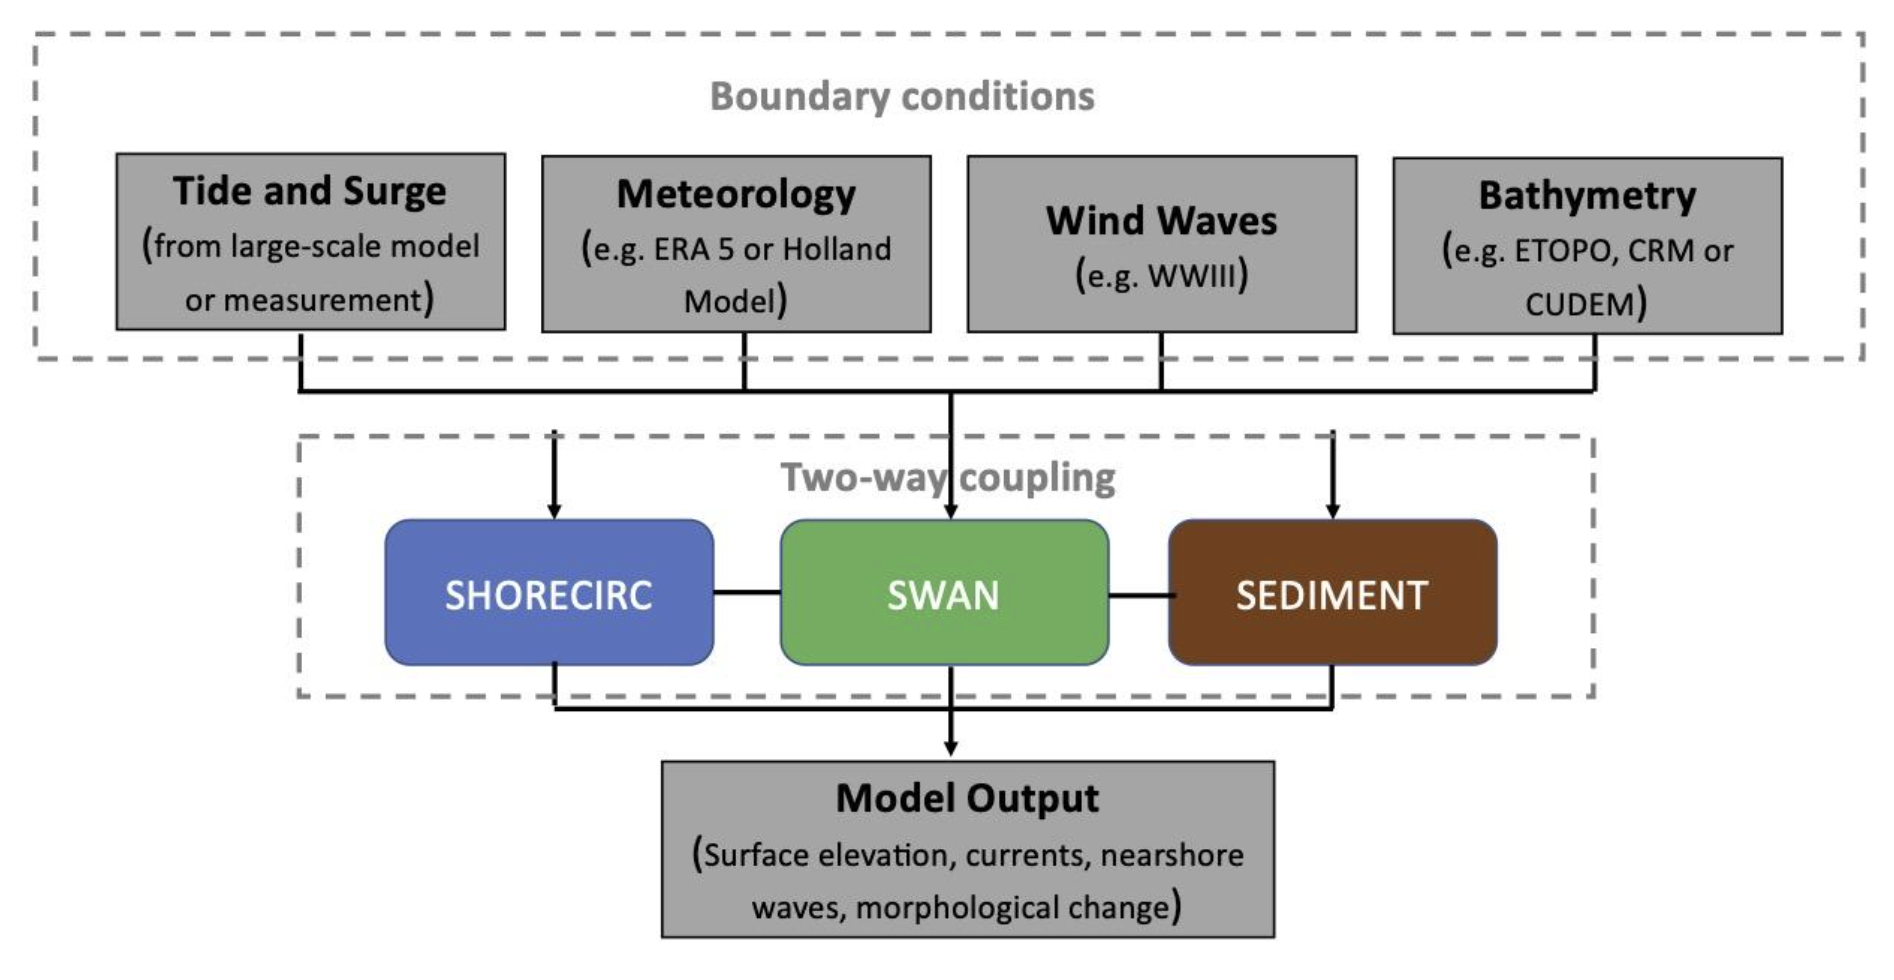 Boundary conditions
Tide and Surge
(from large-scale model
or measurement)
Meteorology
(e.g. ERA 5 or Holland
Model)
Wind Waves
(e.g. WWIII)
Bathymetry
(e.g. ETOPO, CRM or
CUDEM)
Two-way coupling
SHORECIRC
SWAN
SEDIMENT
Model Output
(Surface elevation, currents, nearshore
waves, morphological change)